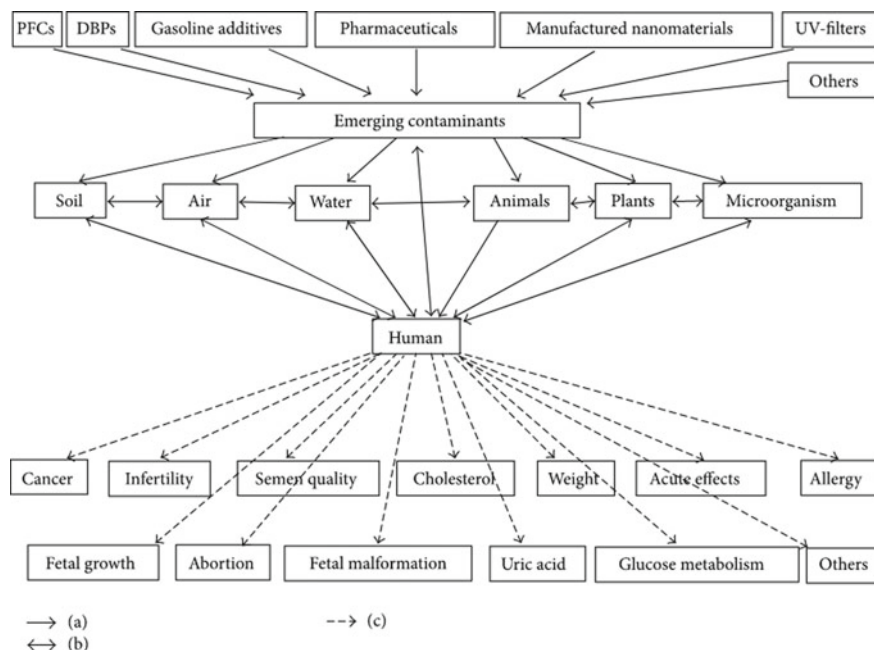 PFCs DBPs Gasoline additives Pharmaceuticals Manufactured nanomaterials UV-filters
Others
Emerging contaminants
Soil Air Water Animals Plants Microorganism
Human
Cancer Infertility Semen quality Cholesterol Weight Acute effects Allergy
Fetal growth Abortion Fetal malformation Uric acid Glucose metabolism Others
(a) (c)
(b)